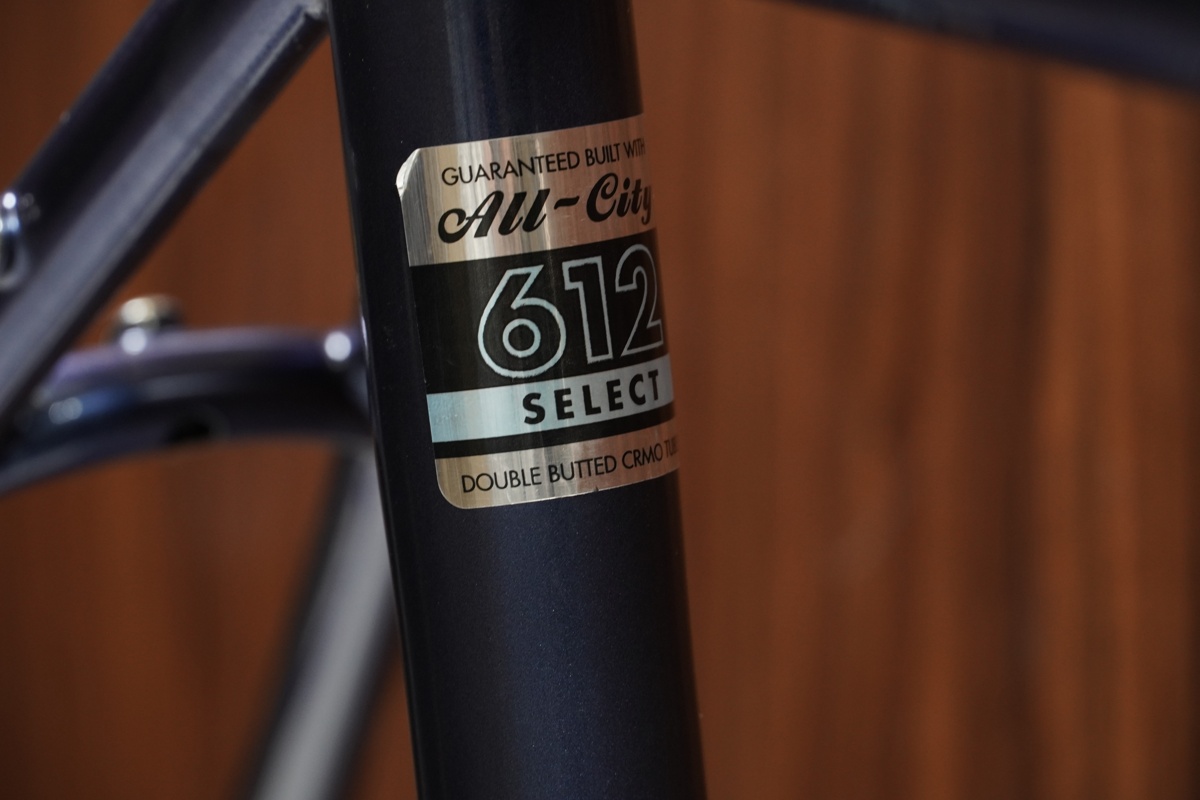 GUARANTEED BUILT WITH
All-City
612
SELECT
DOUBLE BUTTED CRMO